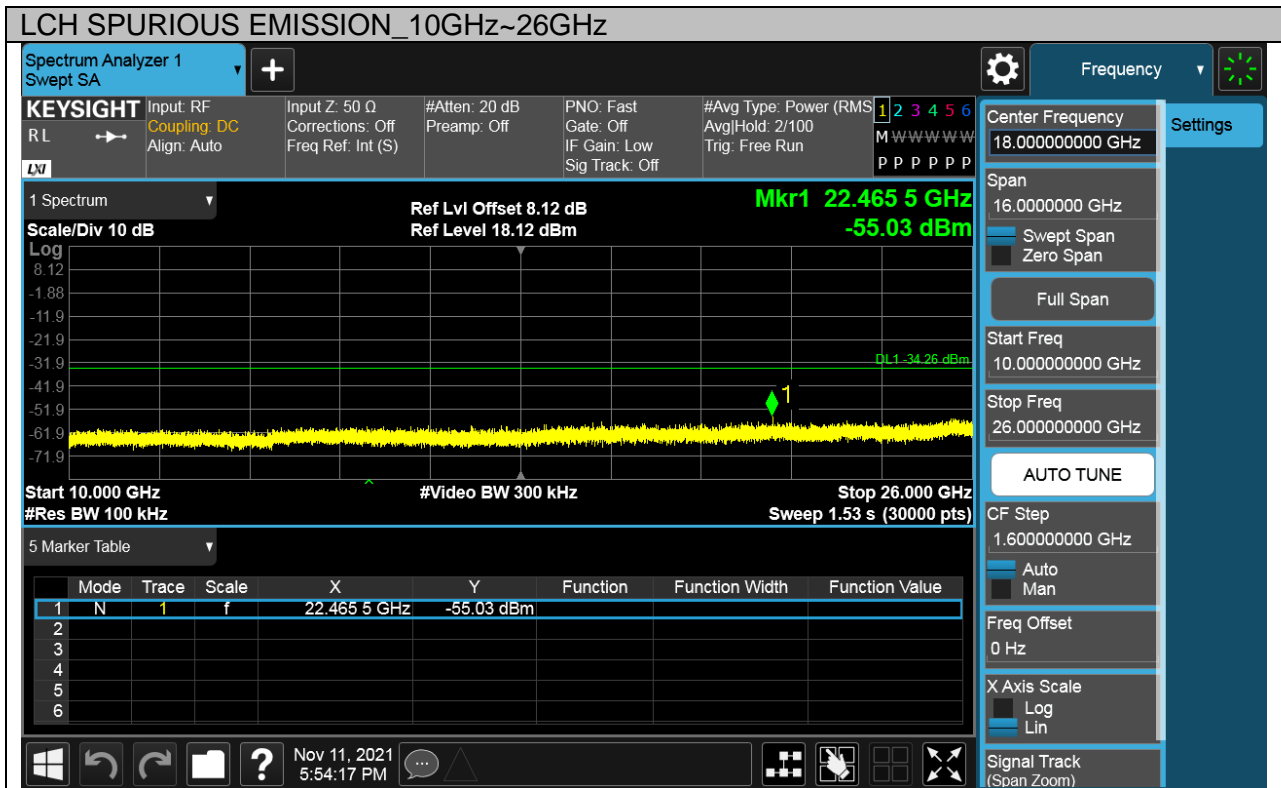 LCH SPURIOUS EMISSION_10GHz~26GHz
Spectrum Analyzer 1
Swept SA
Frequency
KEYSIGHT
RL
LXI
Input: RF
Coupling: DC
Align: Auto
Input Z: 50 Ω
Corrections: Off
Freq Ref: Int (S)
#Atten: 20 dB
Preamp: Off
PNO: Fast
Gate: Off
IF Gain: Low
Sig Track: Off
#Avg Type: Power (RMS
Avg|Hold: 2/100
Trig: Free Run
1 2 3 4 5 6
M W W W W W
P P P P P P
1 Spectrum
Scale/Div 10 dB
Ref Lvl Offset 8.12 dB
Ref Level 18.12 dBm
Mkr1 22.465 5 GHz
-55.03 dBm
Log
8.12
-1.88
-11.9
-21.9
-31.9
-41.9
-51.9
-61.9
-71.9
DL1 -34.26 dBm
1
Start 10.000 GHz
#Video BW 300 kHz
Stop 26.000 GHz
#Res BW 100 kHz
Sweep 1.53 s (30000 pts)
5 Marker Table
Mode Trace Scale X Y Function Function Width Function Value
1 N 1 f 22.465 5 GHz -55.03 dBm
2
3
4
5
6
?
Nov 11, 2021
5:54:17 PM
Center Frequency
18.000000000 GHz
Settings
Span
16.0000000 GHz
Swept Span
Zero Span
Full Span
Start Freq
10.000000000 GHz
Stop Freq
26.000000000 GHz
AUTO TUNE
CF Step
1.600000000 GHz
Auto
Man
Freq Offset
0 Hz
X Axis Scale
Log
Lin
Signal Track
(Span Zoom)